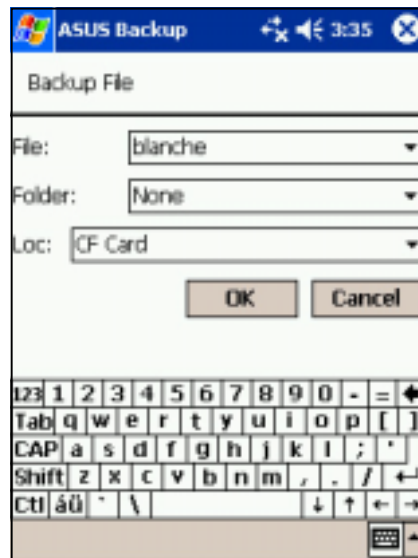 ASUS Backup 3:35
Backup File
File: blanche
Folder: None
Loc: CF Card
OK Cancel
123 1 2 3 4 5 6 7 8 9 0 - = ←
Tab q w e r t y u i o p [ ]
CAP a s d f g h j k l ; '
Shift z x c v b n m , . / ↵
Ctl áü ` \ ↓ ↑ ← →